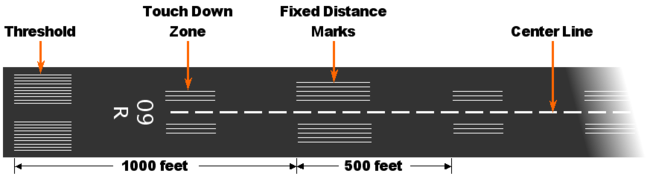 Threshold
Touch Down
Zone
Fixed Distance
Marks
Center Line
09
R
1000 feet
500 feet